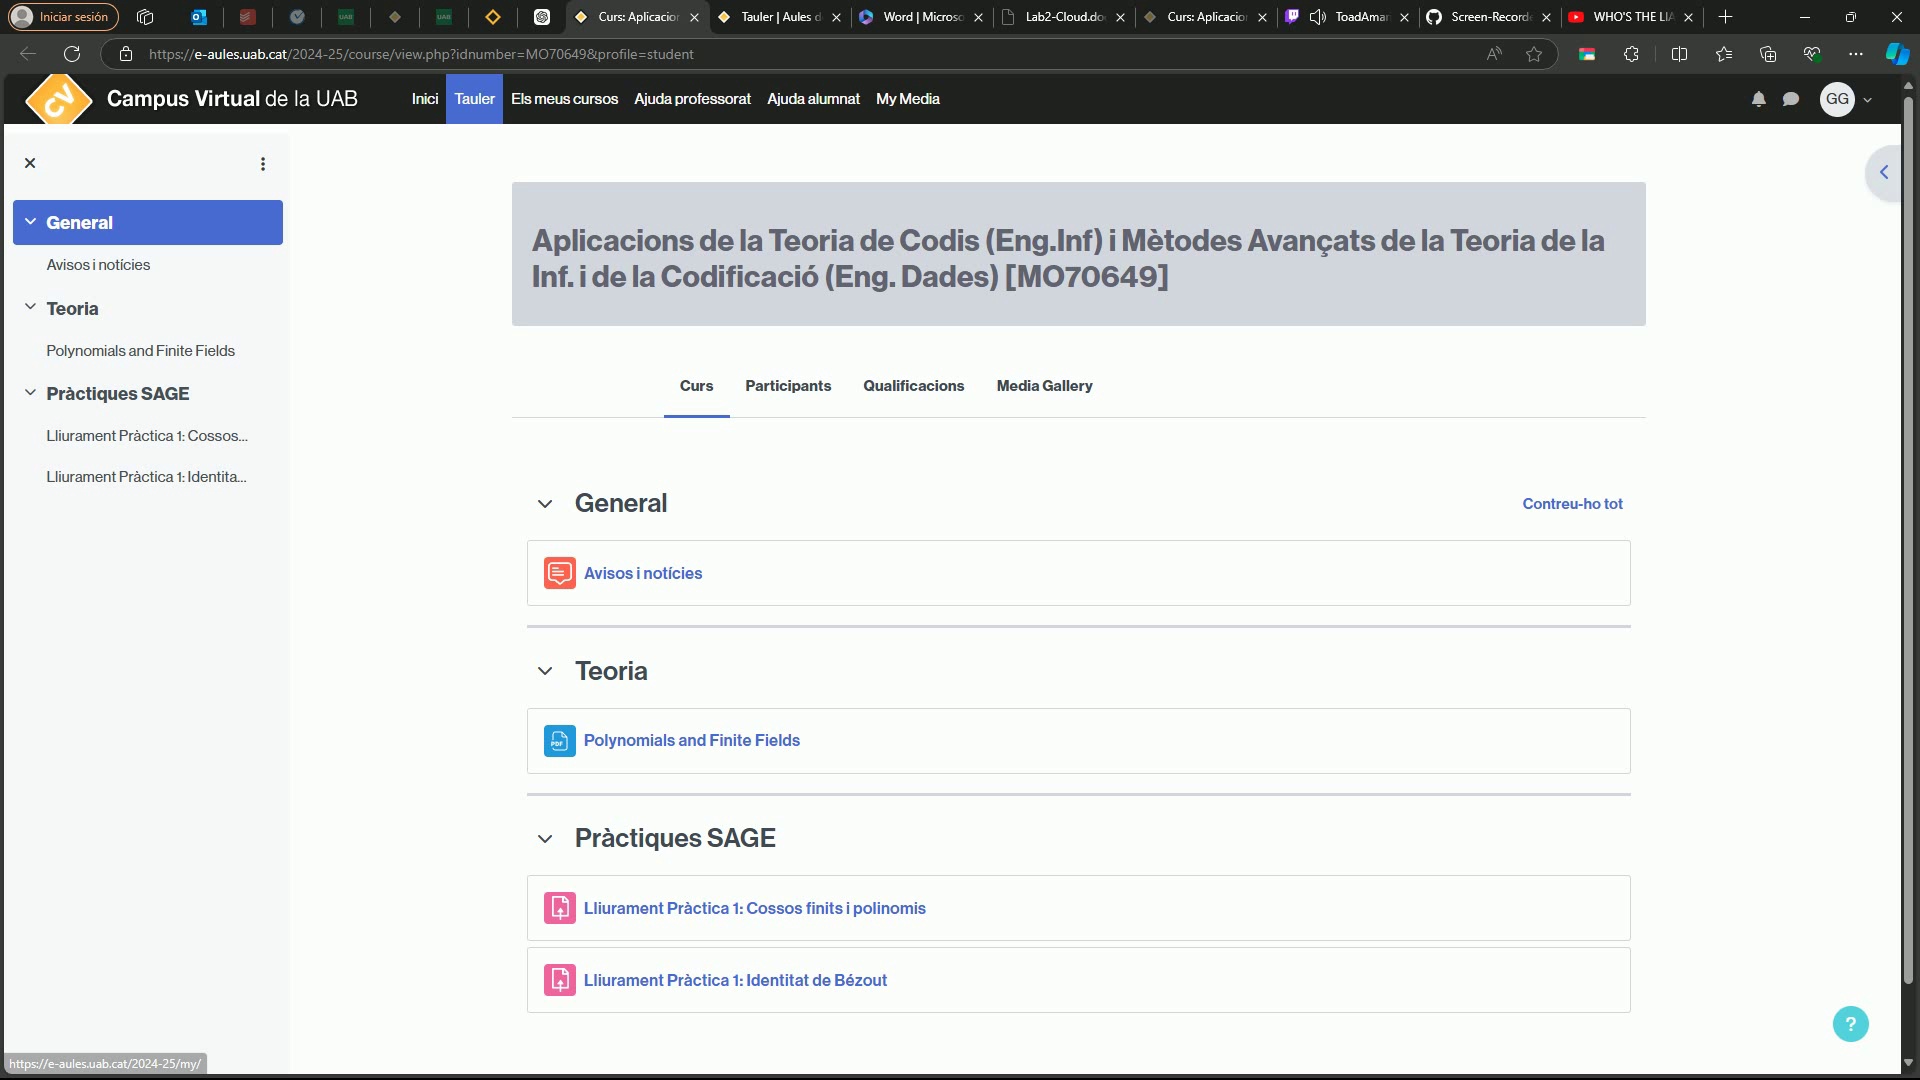 Iniciar sesión
Curs: Aplicacion
Tauler | Aules d
Word | Microso
Lab2-Cloud.do
Curs: Aplicacion
ToadAmar
Screen-Record
WHO'S THE LIA
https://e-aules.uab.cat/2024-25/course/view.php?idnumber=MO70649&profile=student
CV
Campus Virtual de la UAB
Inici
Tauler
Els meus cursos
Ajuda professorat
Ajuda alumnat
My Media
GG
General
Avisos i notícies
Teoria
Polynomials and Finite Fields
Pràctiques SAGE
Lliurament Pràctica 1: Cossos...
Lliurament Pràctica 1: Identita...
Aplicacions de la Teoria de Codis (Eng.Inf) i Mètodes Avançats de la Teoria de la
Inf. i de la Codificació (Eng. Dades) [MO70649]
Curs
Participants
Qualificacions
Media Gallery
General
Contreu-ho tot
Avisos i notícies
Teoria
PDF
Polynomials and Finite Fields
Pràctiques SAGE
Lliurament Pràctica 1: Cossos finits i polinomis
Lliurament Pràctica 1: Identitat de Bézout
?
https://e-aules.uab.cat/2024-25/my/